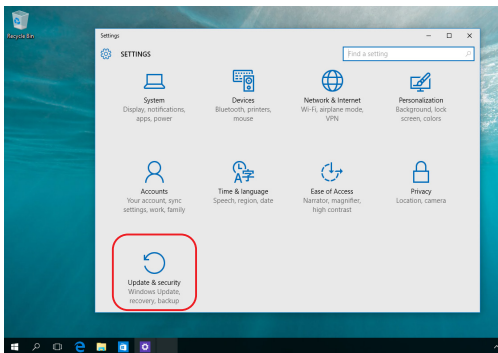 Recycle Bin
Settings
SETTINGS
Find a setting
System
Display, notifications,
apps, power
Devices
Bluetooth, printers,
mouse
Network & Internet
Wi-Fi, airplane mode,
VPN
Personalization
Background, lock
screen, colors
Accounts
Your account, sync
settings, work, family
Time & language
Speech, region, date
Ease of Access
Narrator, magnifier,
high contrast
Privacy
Location, camera
Update & security
Windows Update,
recovery, backup